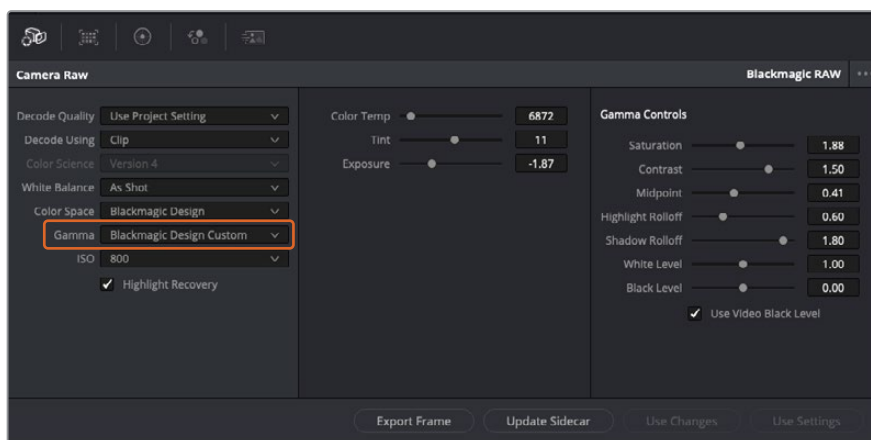 Camera Raw
Blackmagic RAW
Decode Quality Use Project Setting
Decode Using Clip
Color Science Version 4
White Balance As Shot
Color Space Blackmagic Design
Gamma Blackmagic Design Custom
ISO 800
Highlight Recovery
Color Temp 6872
Tint 11
Exposure -1.87
Gamma Controls
Saturation 1.88
Contrast 1.50
Midpoint 0.41
Highlight Rolloff 0.60
Shadow Rolloff 1.80
White Level 1.00
Black Level 0.00
Use Video Black Level
Export Frame
Update Sidecar
Use Changes
Use Settings